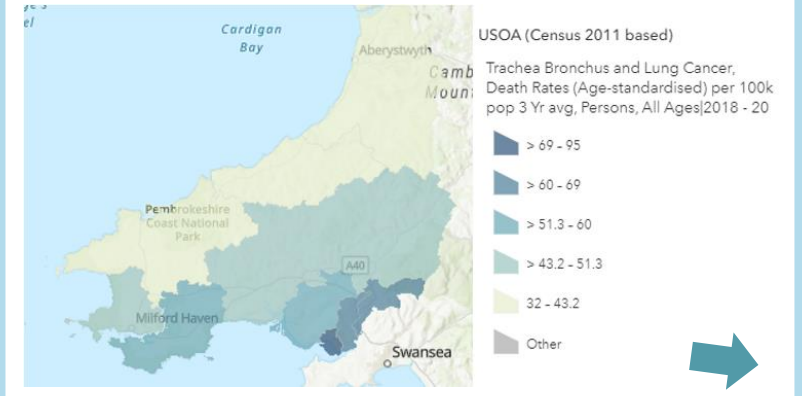 Cardigan
Bay
Aberystwyth
Camb
Mount
Pembrokeshire
Coast National
Park
A40
Milford Haven
Swansea
USOA (Census 2011 based)
Trachea Bronchus and Lung Cancer,
Death Rates (Age-standardised) per 100k
pop 3 Yr avg, Persons, All Ages|2018 - 20
> 69 - 95
> 60 - 69
> 51.3 - 60
> 43.2 - 51.3
32 - 43.2
Other